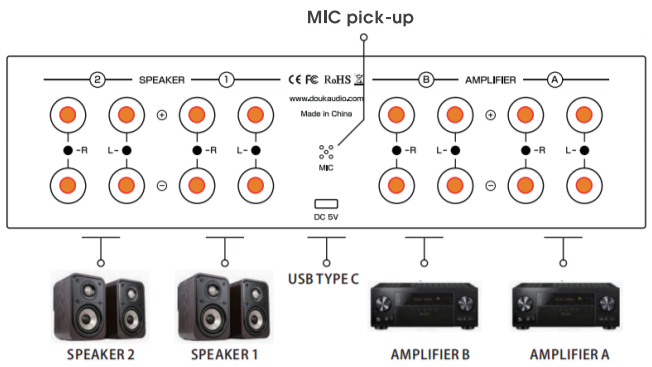 MIC pick-up
2 SPEAKER 1 CE FC RoHS B AMPLIFIER A
www.doukaudio.com
+ Made in China +
-R L- -R L- -R L- -R L-
MIC
− −
DC 5V
USB TYPE C
SPEAKER 2 SPEAKER 1 AMPLIFIER B AMPLIFIER A